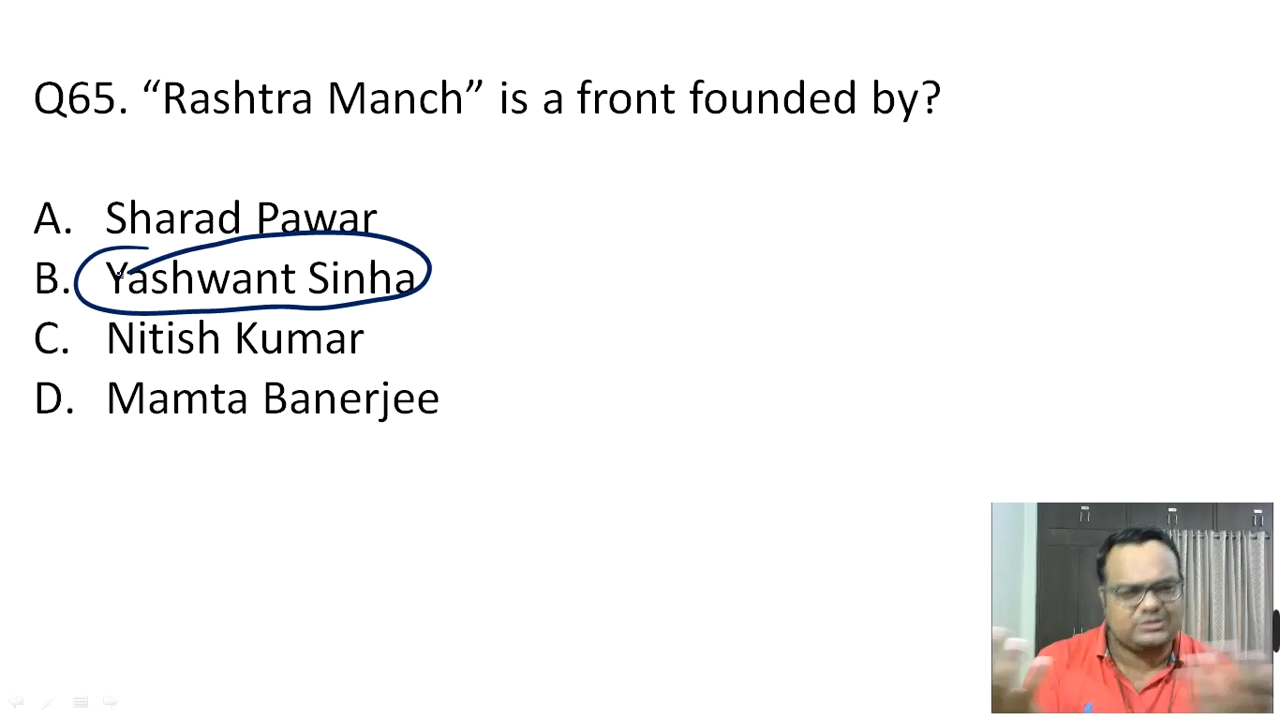 Q65. “Rashtra Manch” is a front founded by?
A. Sharad Pawar
B. Yashwant Sinha
C. Nitish Kumar
D. Mamta Banerjee